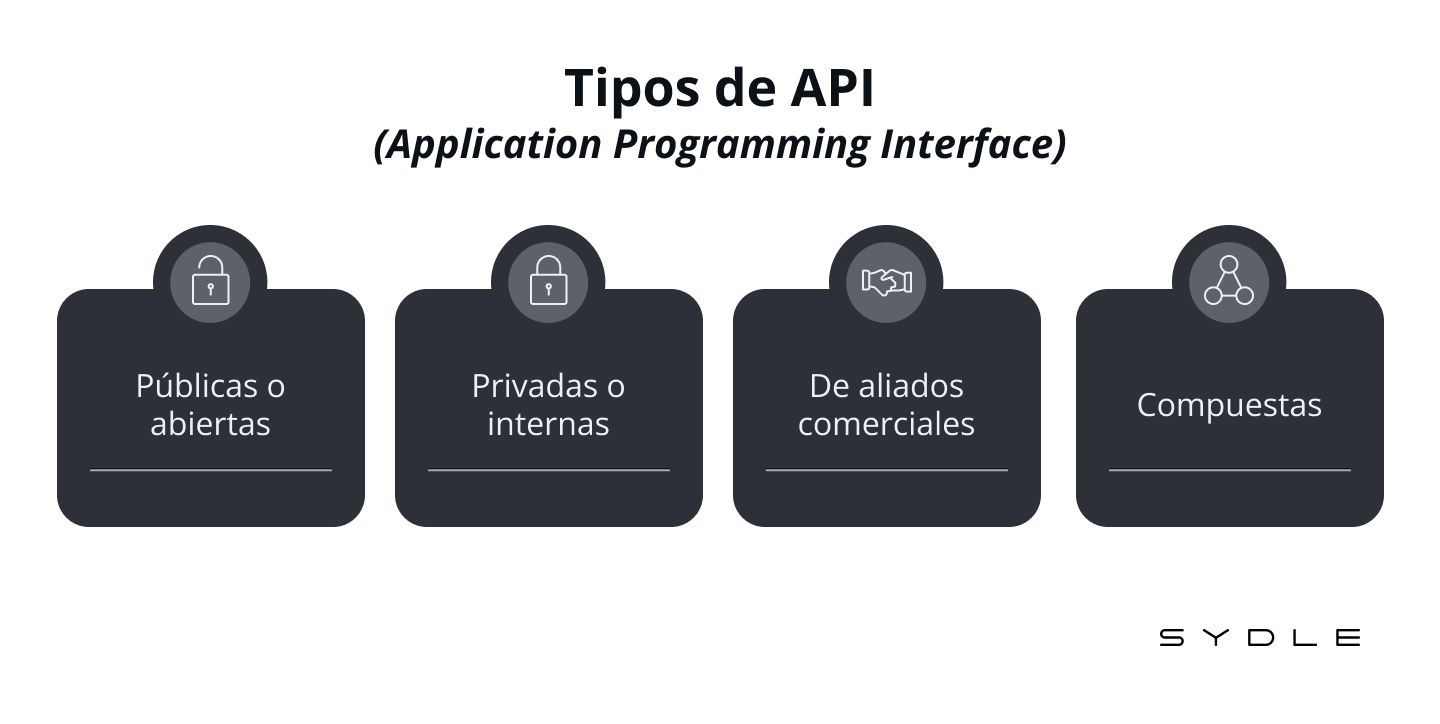 Tipos de API
(Application Programming Interface)
Públicas o
abiertas
Privadas o
internas
De aliados
comerciales
Compuestas
SYDLE